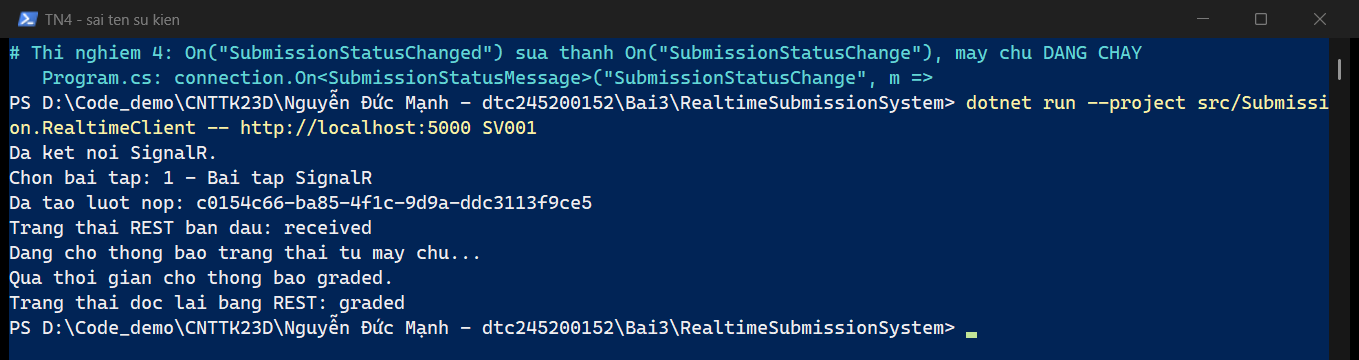 TN4 - sai ten su kien
# Thi nghiem 4: On("SubmissionStatusChanged") sua thanh On("SubmissionStatusChange"), may chu DANG CHAY
Program.cs: connection.On<SubmissionStatusMessage>("SubmissionStatusChange", m =>
PS D:\Code_demo\CNTTK23D\Nguyễn Đức Mạnh - dtc245200152\Bai3\RealtimeSubmissionSystem> dotnet run --project src/Submissi
on.RealtimeClient -- http://localhost:5000 SV001
Da ket noi SignalR.
Chon bai tap: 1 - Bai tap SignalR
Da tao luot nop: c0154c66-ba85-4f1c-9d9a-ddc3113f9ce5
Trang thai REST ban dau: received
Dang cho thong bao trang thai tu may chu...
Qua thoi gian cho thong bao graded.
Trang thai doc lai bang REST: graded
PS D:\Code_demo\CNTTK23D\Nguyễn Đức Mạnh - dtc245200152\Bai3\RealtimeSubmissionSystem>